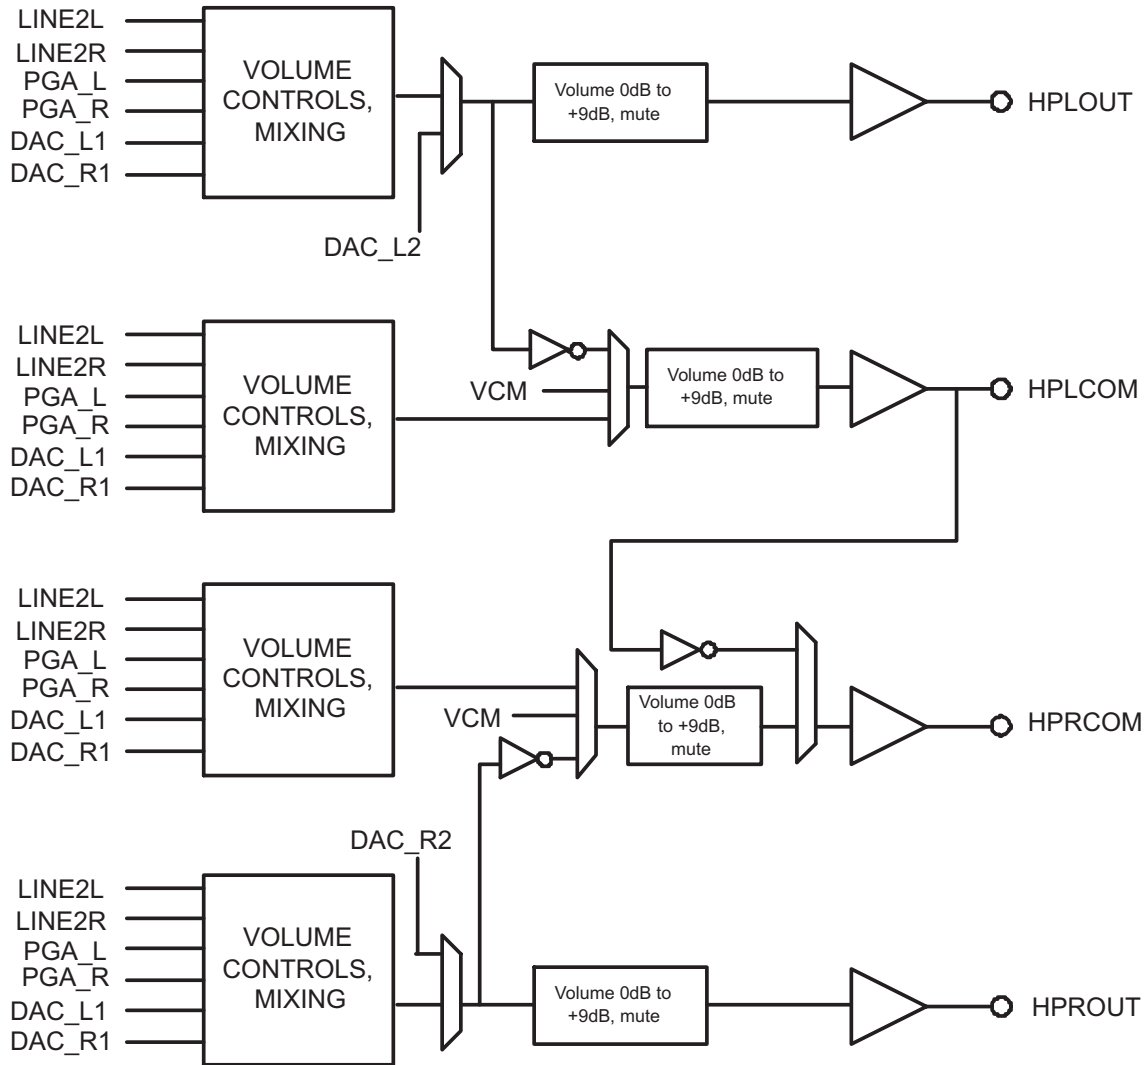 LINE2L
LINE2R
PGA_L
PGA_R
DAC_L1
DAC_R1
VOLUME
CONTROLS,
MIXING
DAC_L2
Volume 0dB to
+9dB, mute
HPLOUT
LINE2L
LINE2R
PGA_L
PGA_R
DAC_L1
DAC_R1
VOLUME
CONTROLS,
MIXING
VCM
Volume 0dB to
+9dB, mute
HPLCOM
LINE2L
LINE2R
PGA_L
PGA_R
DAC_L1
DAC_R1
VOLUME
CONTROLS,
MIXING
VCM
Volume 0dB
to +9dB,
mute
HPRCOM
DAC_R2
LINE2L
LINE2R
PGA_L
PGA_R
DAC_L1
DAC_R1
VOLUME
CONTROLS,
MIXING
Volume 0dB to
+9dB, mute
HPROUT